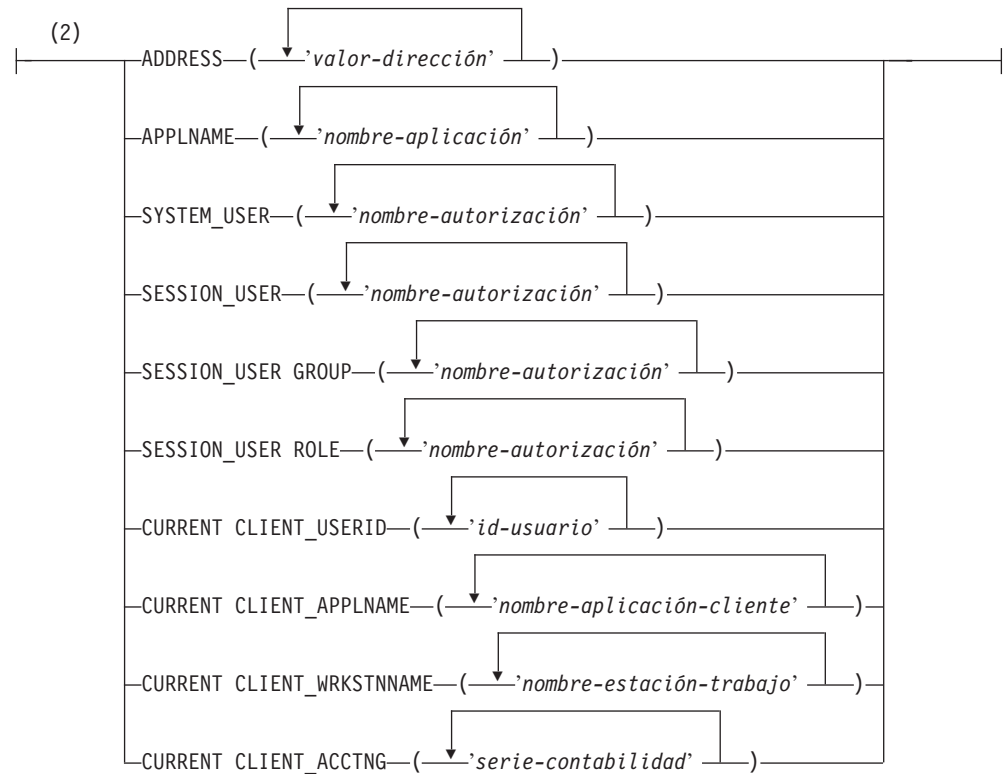 (2)
ADDRESS ( 'valor-dirección' )
APPLNAME ( 'nombre-aplicación' )
SYSTEM_USER ( 'nombre-autorización' )
SESSION_USER ( 'nombre-autorización' )
SESSION_USER GROUP ( 'nombre-autorización' )
SESSION_USER ROLE ( 'nombre-autorización' )
CURRENT CLIENT_USERID ( 'id-usuario' )
CURRENT CLIENT_APPLNAME ( 'nombre-aplicación-cliente' )
CURRENT CLIENT_WRKSTNNAME ( 'nombre-estación-trabajo' )
CURRENT CLIENT_ACCTNG ( 'serie-contabilidad' )